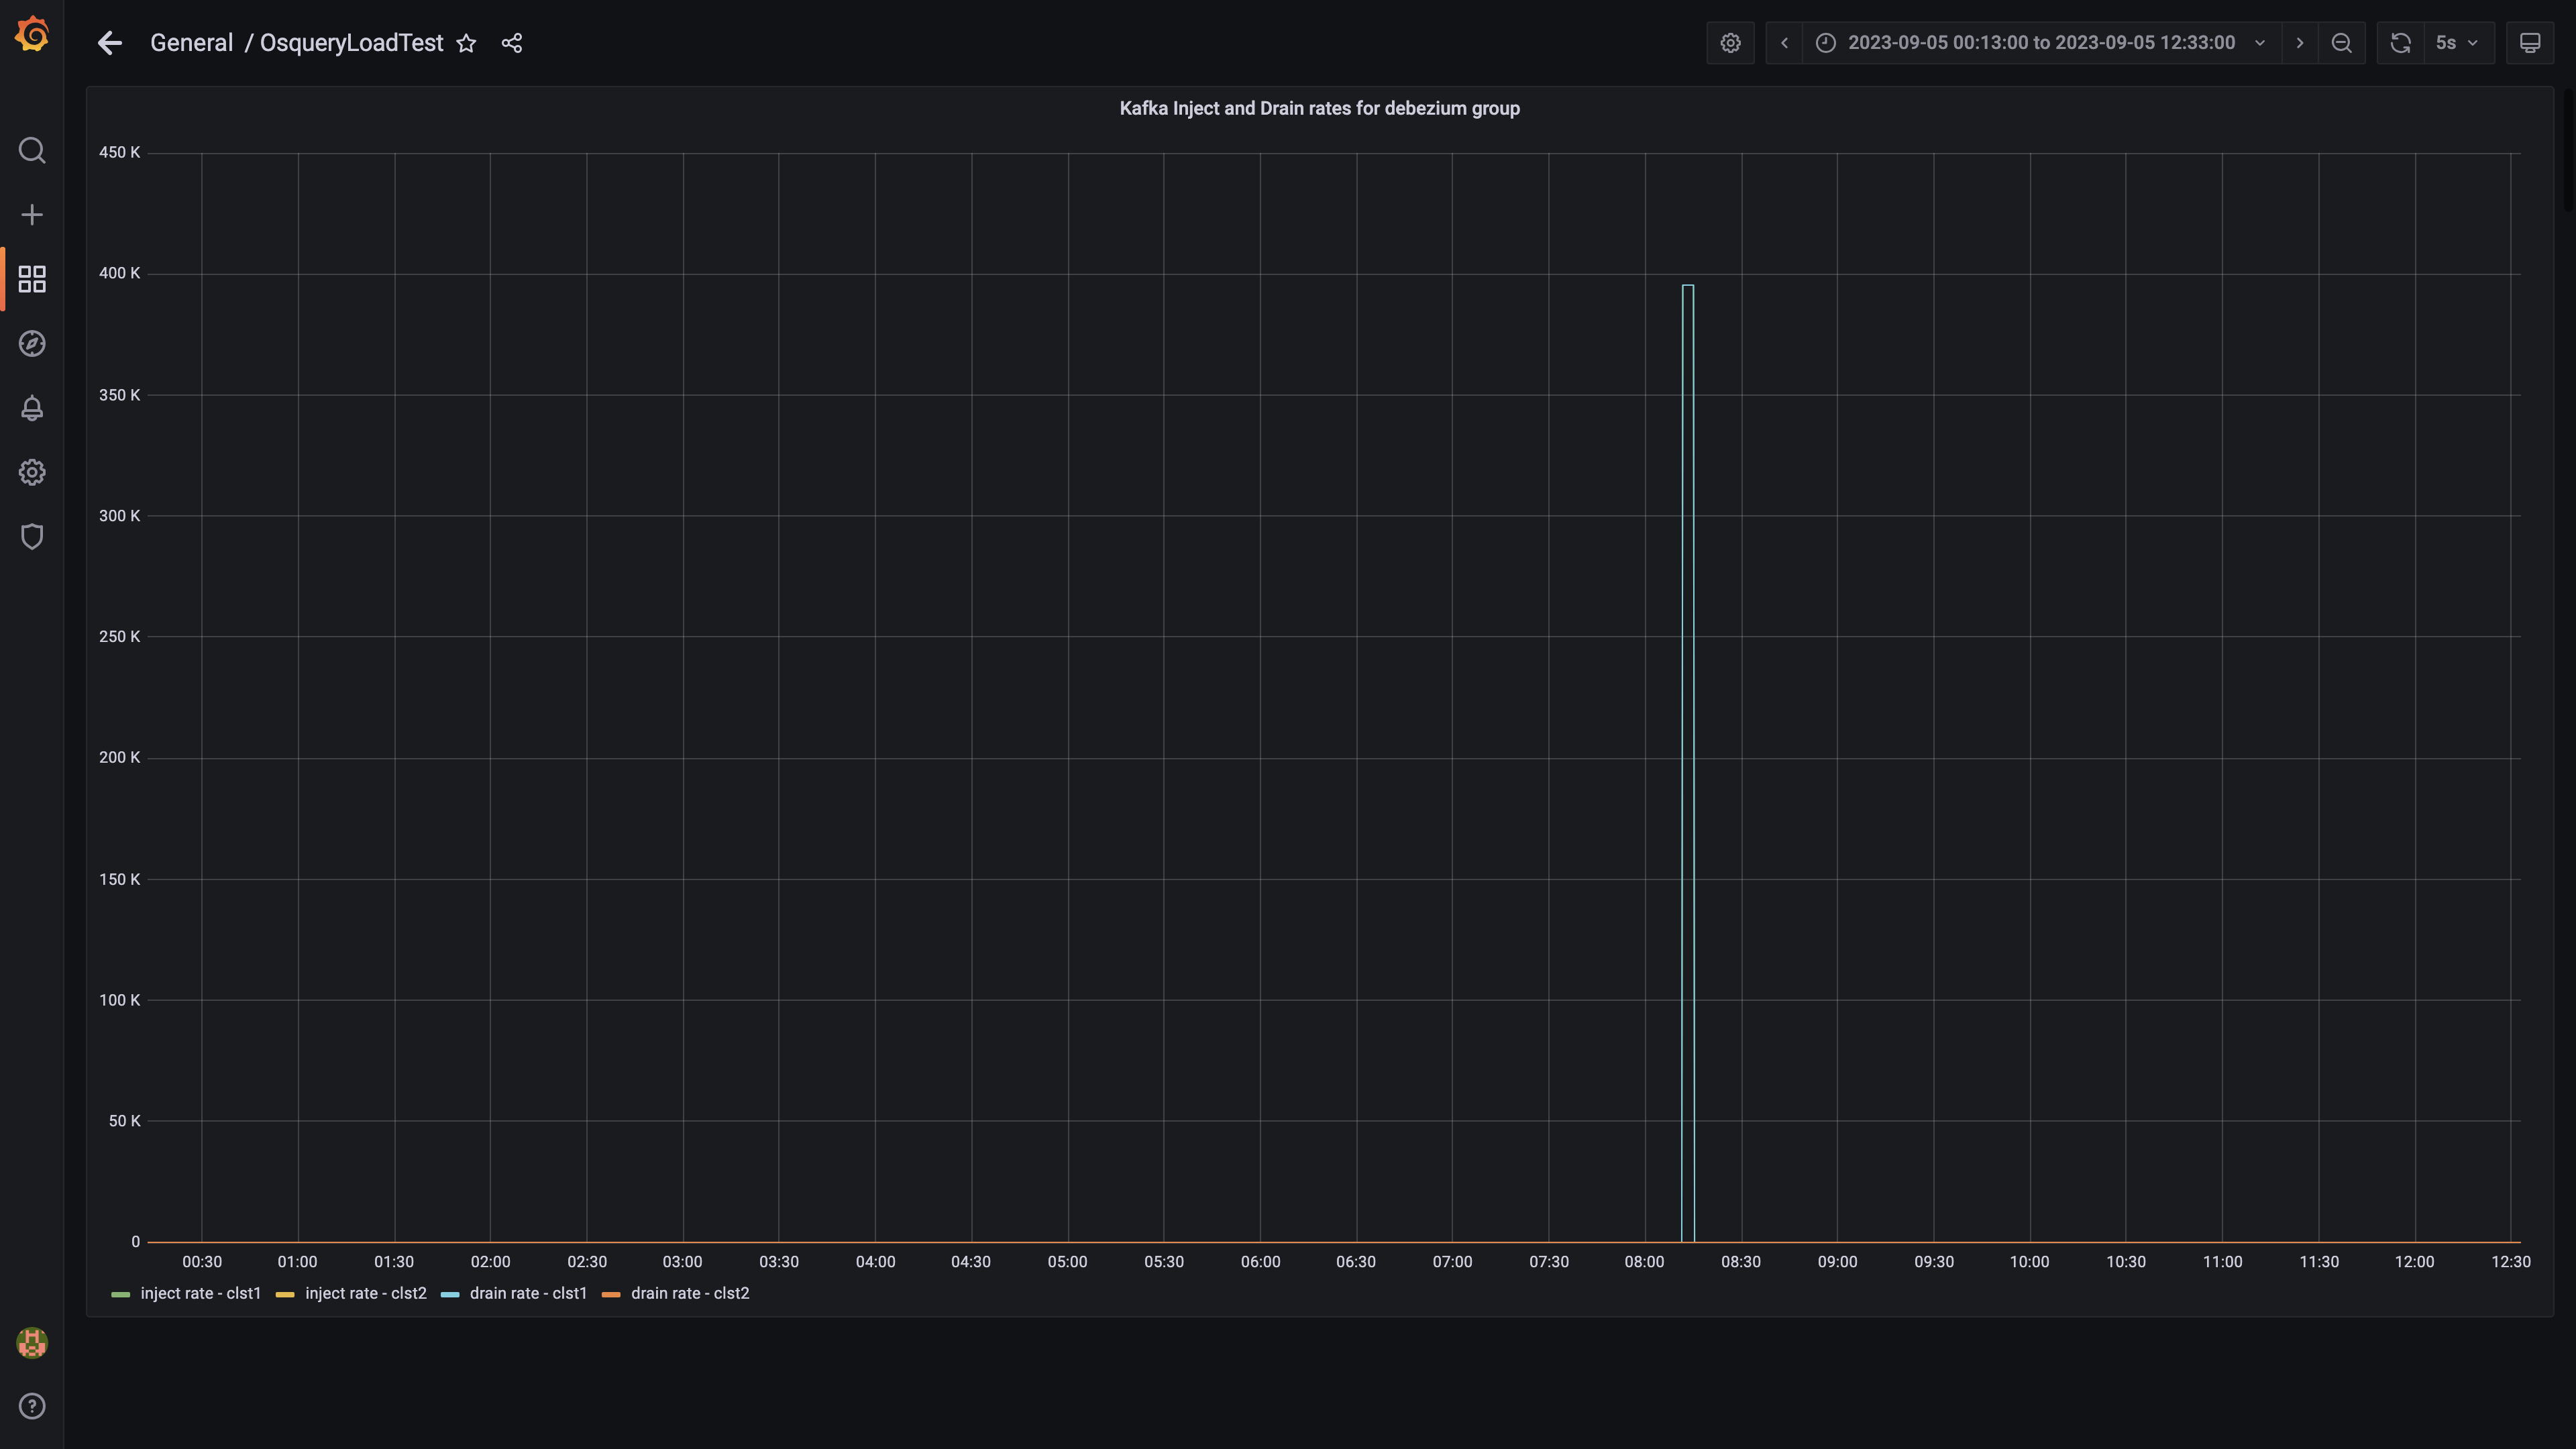 General / OsqueryLoadTest
2023-09-05 00:13:00 to 2023-09-05 12:33:00
5s
Kafka Inject and Drain rates for debezium group
450 K
400 K
350 K
300 K
250 K
200 K
150 K
100 K
50 K
0
00:30 01:00 01:30 02:00 02:30 03:00 03:30 04:00 04:30 05:00 05:30 06:00 06:30 07:00 07:30 08:00 08:30 09:00 09:30 10:00 10:30 11:00 11:30 12:00 12:30
inject rate - clst1 inject rate - clst2 drain rate - clst1 drain rate - clst2